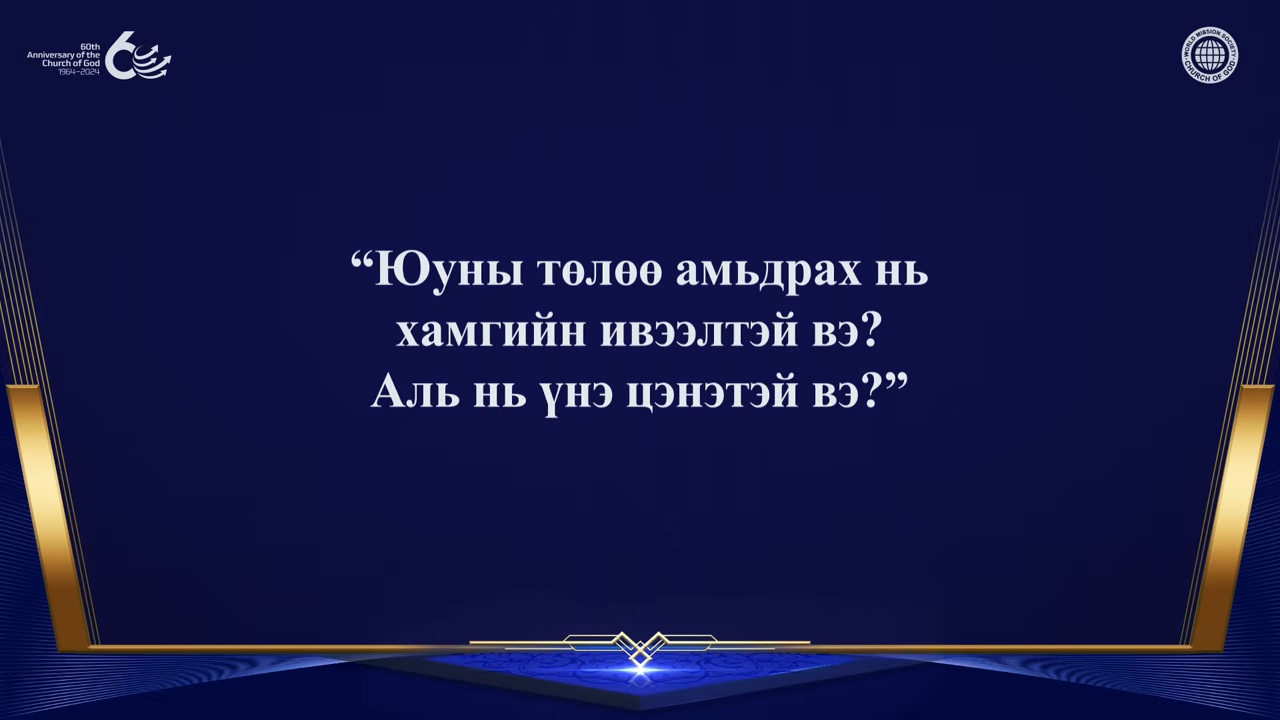 60th
Anniversary of the
Church of God
1964–2024
WORLD MISSION SOCIETY
CHURCH OF GOD
“Юуны төлөө амьдрах нь
хамгийн ивээлтэй вэ?
Аль нь үнэ цэнэтэй вэ?”